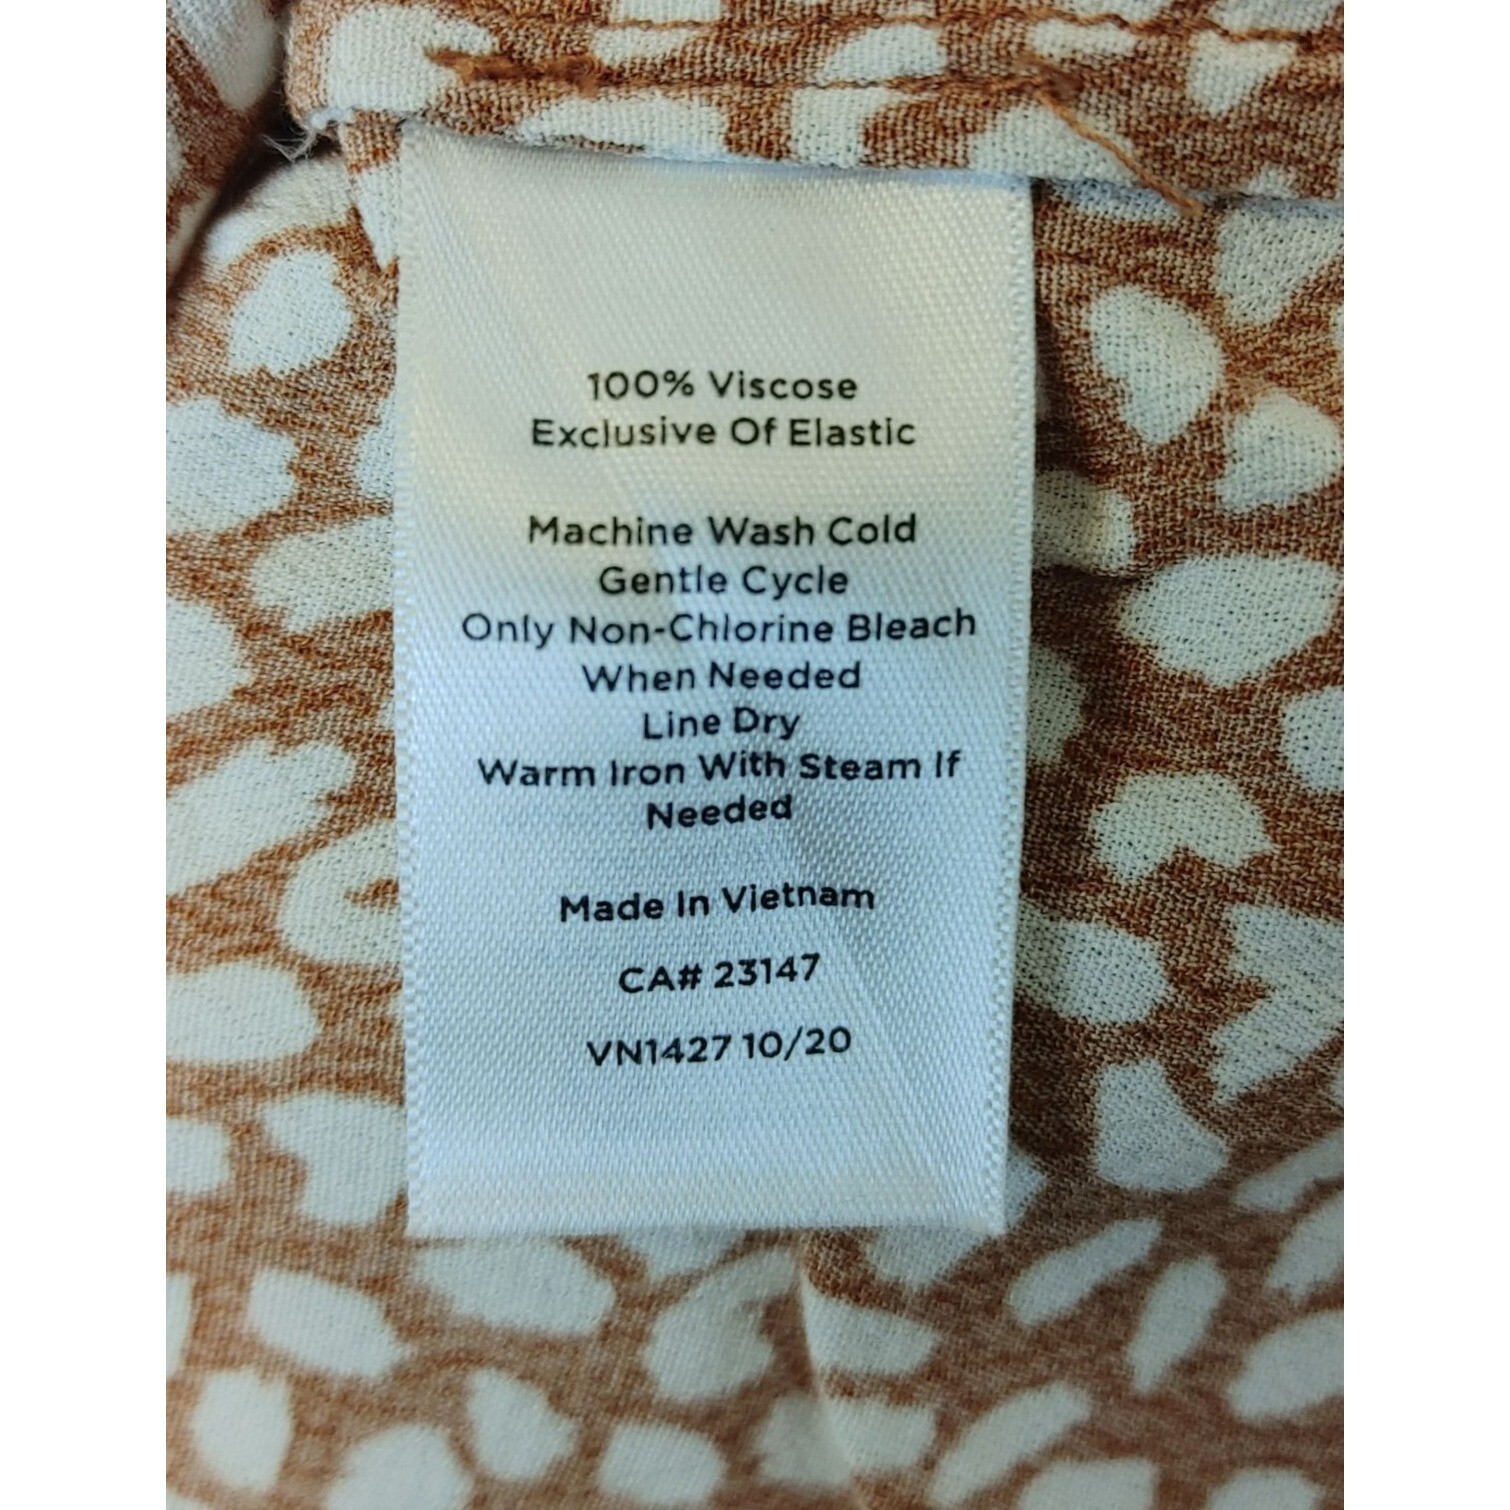 100% Viscose
Exclusive Of Elastic
Machine Wash Cold
Gentle Cycle
Only Non-Chlorine Bleach
When Needed
Line Dry
Warm Iron With Steam If
Needed
Made In Vietnam
CA# 23147
VN1427 10/20